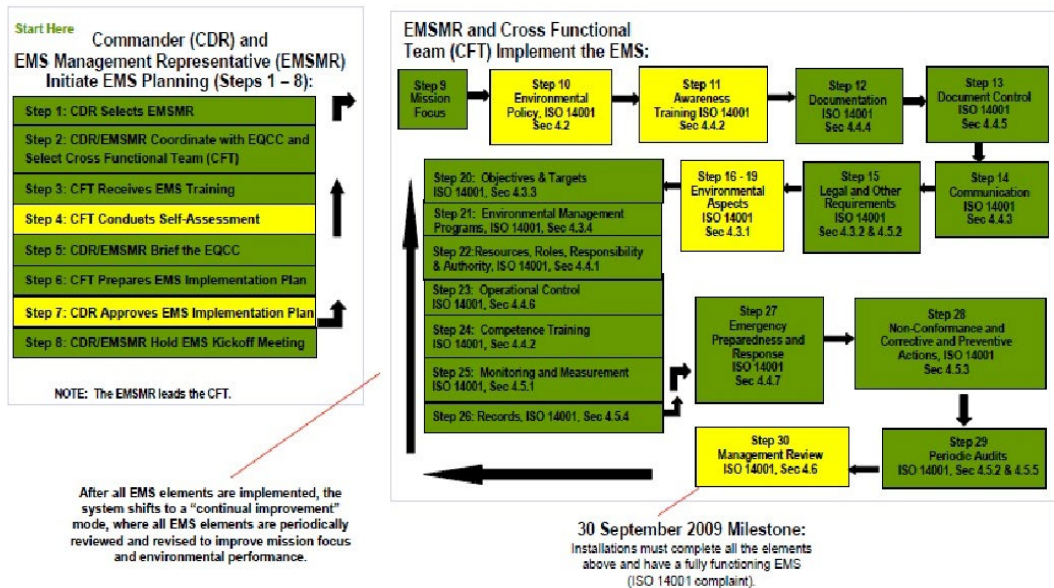 Start Here
Commander (CDR) and
EMS Management Representative (EMSMR)
Initiate EMS Planning (Steps 1 – 8):
Step 1: CDR Selects EMSMR
Step 2: CDR/EMSMR Coordinate with EQCC and
Select Cross Functional Team (CFT)
Step 3: CFT Receives EMS Training
Step 4: CFT Condusts Self-Assessment
Step 5: CDR/EMSMR Brief the EQCC
Step 6: CFT Prepares EMS Implementation Plan
Step 7: CDR Approves EMS Implementation Plan
Step 8: CDR/EMSMR Hold EMS Kickoff Meeting
NOTE: The EMSMR leads the CFT.
EMSMR and Cross Functional
Team (CFT) Implement the EMS:
Step 9
Mission
Focus
Step 10
Environmental
Policy, ISO 14001
Sec 4.2
Step 11
Awareness
Training ISO 14001
Sec 4.4.2
Step 12
Documentation
ISO 14001
Sec 4.4.4
Step 13
Document Control
ISO 14001
Sec 4.4.5
Step 14
Communication
ISO 14001
Sec 4.4.3
Step 15
Legal and Other
Requirements
ISO 14001
Sec 4.3.2 & 4.5.2
Step 16 - 19
Environmental
Aspects
ISO 14001
Sec 4.3.1
Step 20: Objectives & Targets
ISO 14001, Sec 4.3.3
Step 21: Environmental Management
Programs, ISO 14001, Sec 4.3.4
Step 22:Resources, Roles, Responsibility
& Authority, ISO 14001, Sec 4.4.1
Step 23: Operational Control
ISO 14001, Sec 4.4.6
Step 24: Competence Training
ISO 14001, Sec 4.4.2
Step 25: Monitoring and Measurement
ISO 14001, Sec 4.5.1
Step 26: Records, ISO 14001, Sec 4.5.4
Step 27
Emergency
Preparedness and
Response
ISO 14001
Sec 4.4.7
Step 28
Non-Conformance and
Corrective and Preventive
Actions, ISO 14001
Sec 4.5.3
Step 29
Periodic Audits
ISO 14001, Sec 4.5.2 & 4.5.5
Step 30
Management Review
ISO 14001, Sec 4.6
After all EMS elements are implemented, the
system shifts to a “continual improvement”
mode, where all EMS elements are periodically
reviewed and revised to improve mission focus
and environmental performance.
30 September 2009 Milestone:
Installations must complete all the elements
above and have a fully functioning EMS
(ISO 14001 complaint).